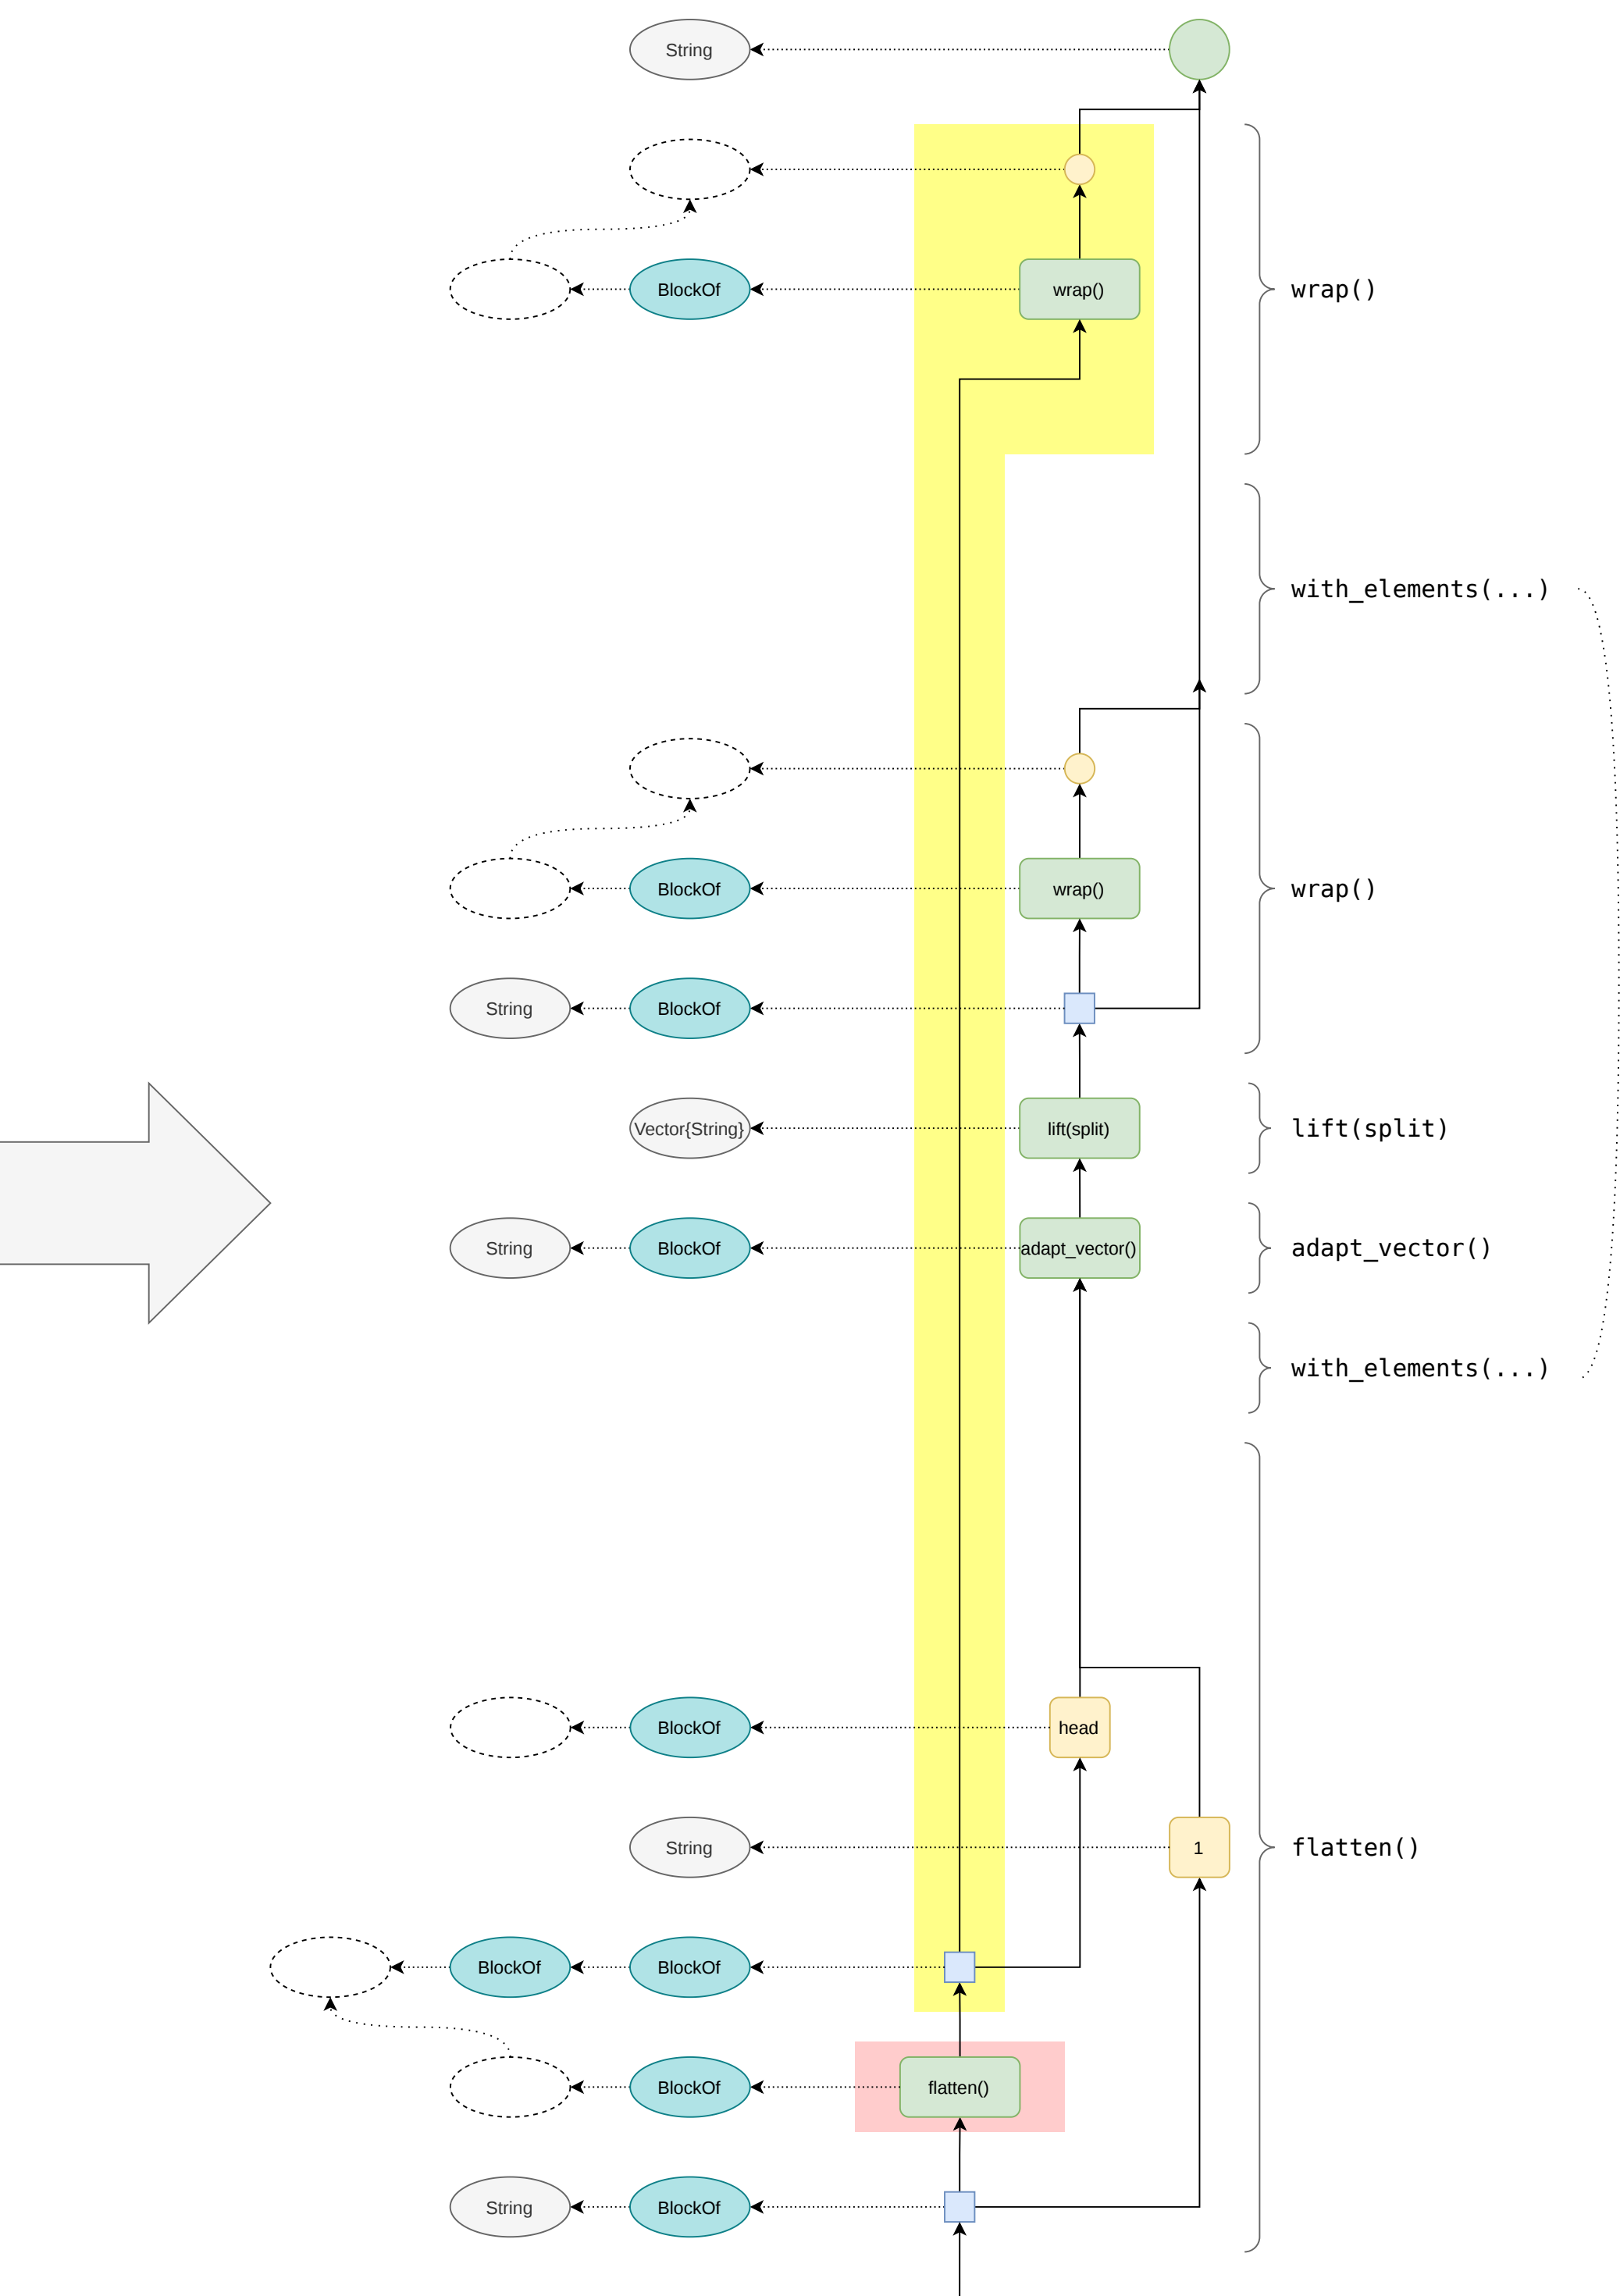 String
BlockOf
wrap()
wrap()
with_elements(...)
BlockOf
wrap()
wrap()
String
BlockOf
Vector{String}
lift(split)
lift(split)
String
BlockOf
adapt_vector()
adapt_vector()
with_elements(...)
BlockOf
head
String
1
flatten()
BlockOf
BlockOf
BlockOf
flatten()
String
BlockOf